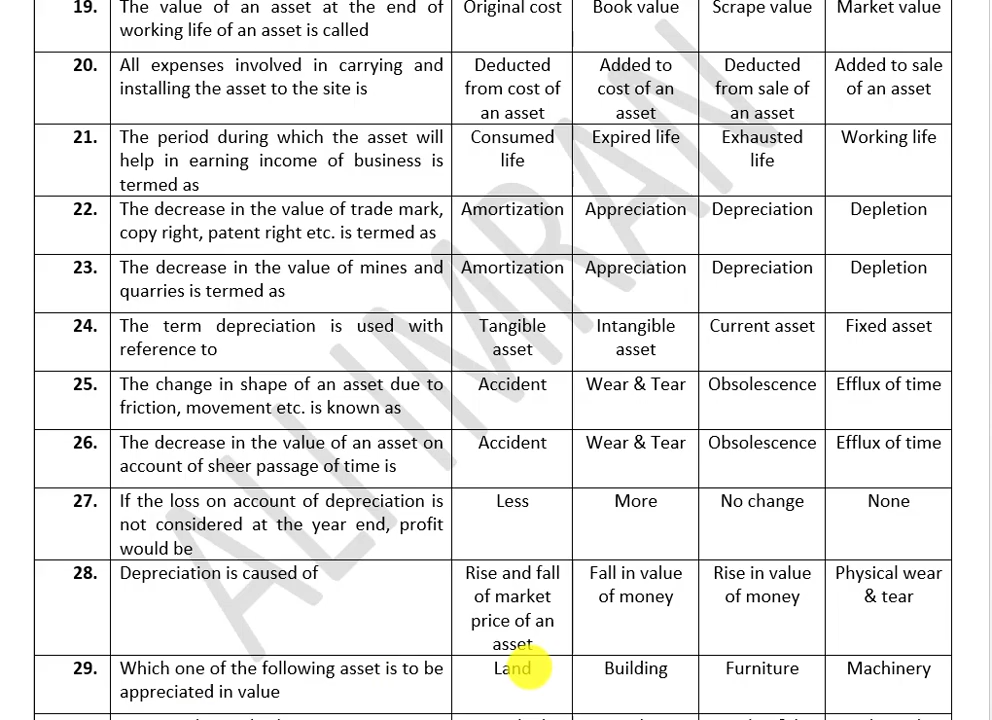 19. The value of an asset at the end of Original cost Book value Scrape value Market value
working life of an asset is called
20. All expenses involved in carrying and Deducted Added to Deducted Added to sale
installing the asset to the site is from cost of cost of an from sale of of an asset
an asset asset an asset
21. The period during which the asset will Consumed Expired life Exhausted Working life
help in earning income of business is life life
termed as
22. The decrease in the value of trade mark, Amortization Appreciation Depreciation Depletion
copy right, patent right etc. is termed as
23. The decrease in the value of mines and Amortization Appreciation Depreciation Depletion
quarries is termed as
24. The term depreciation is used with Tangible Intangible Current asset Fixed asset
reference to asset asset
25. The change in shape of an asset due to Accident Wear & Tear Obsolescence Efflux of time
friction, movement etc. is known as
26. The decrease in the value of an asset on Accident Wear & Tear Obsolescence Efflux of time
account of sheer passage of time is
27. If the loss on account of depreciation is Less More No change None
not considered at the year end, profit
would be
28. Depreciation is caused of Rise and fall Fall in value Rise in value Physical wear
of market of money of money & tear
price of an
asset
29. Which one of the following asset is to be Land Building Furniture Machinery
appreciated in value
ALI IMRAN